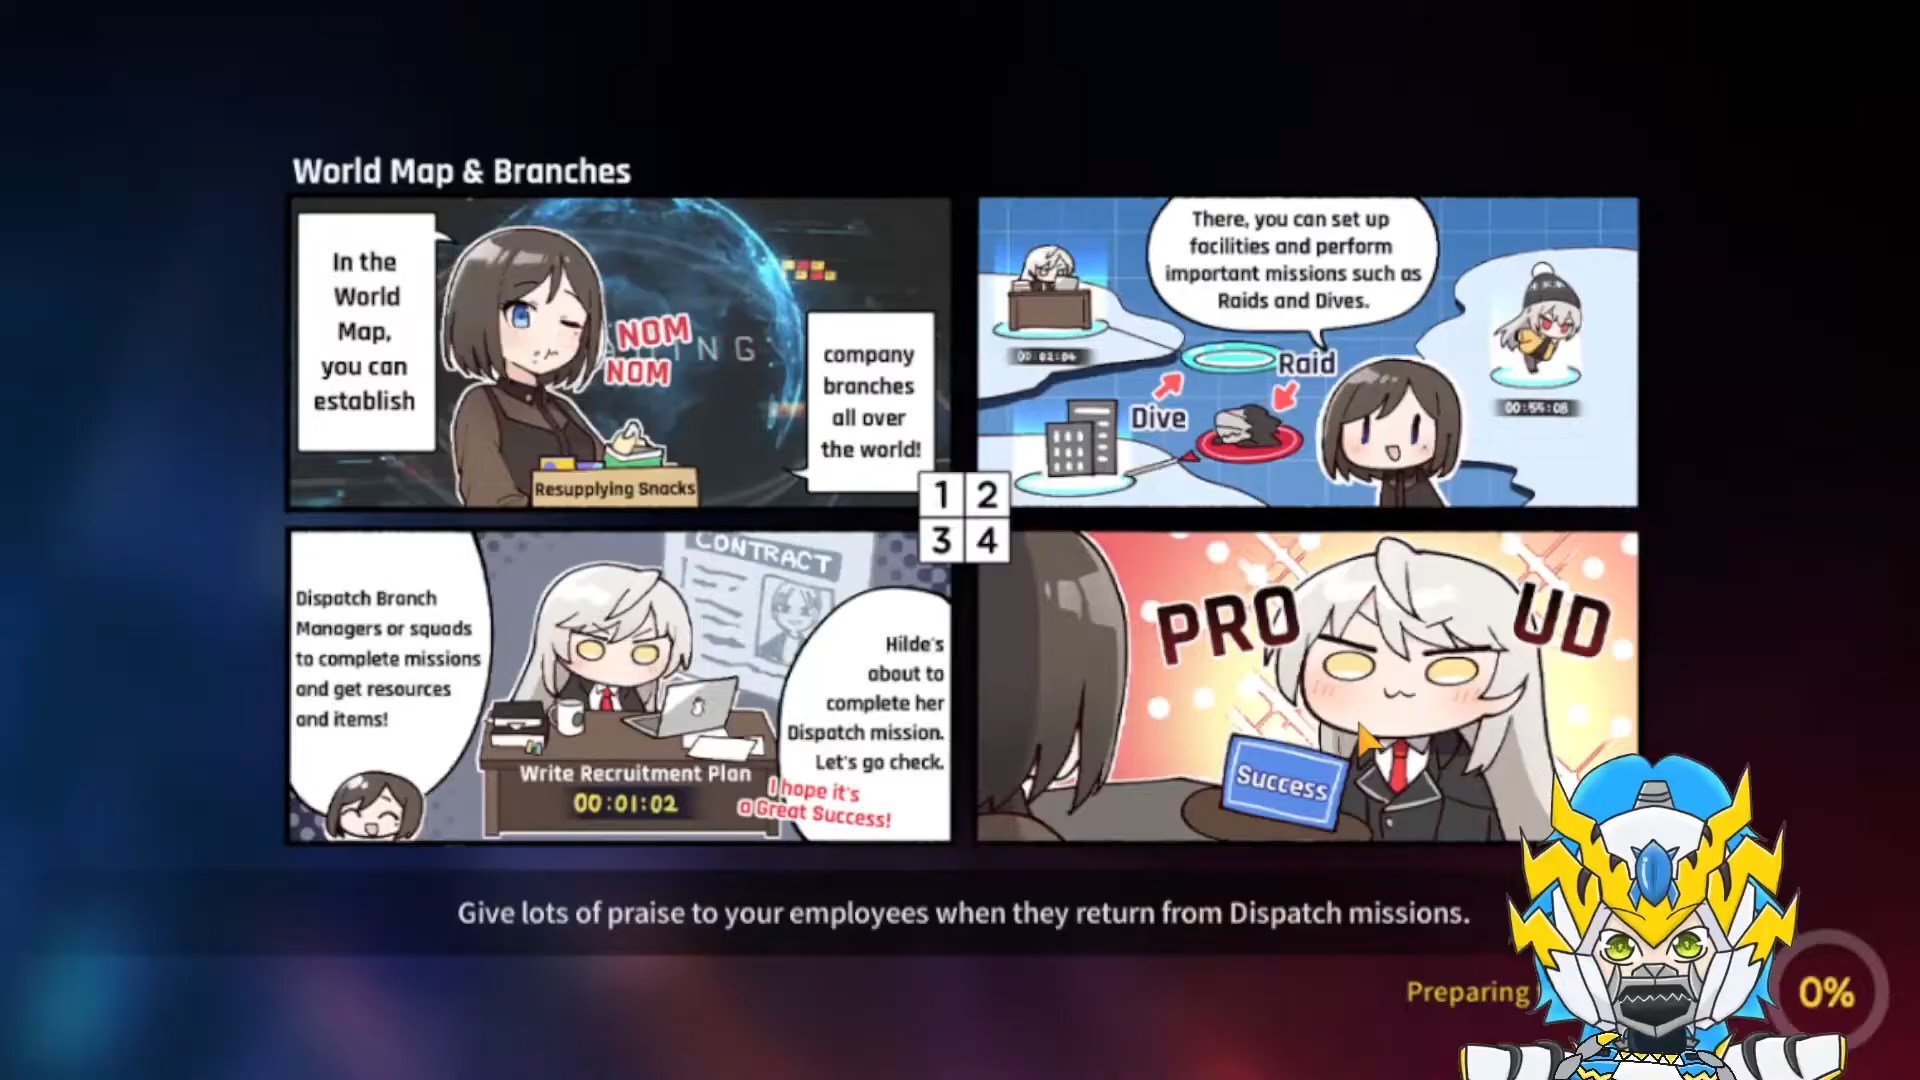 World Map & Branches
In the
World
Map,
you can
establish
NOM
NOM
company
branches
all over
the world!
Resupplying Snacks
There, you can set up
facilities and perform
important missions such as
Raids and Dives.
Raid
Dive
00:55:05
1 2
3 4
Dispatch Branch
Managers or squads
to complete missions
and get resources
and items!
CONTRACT
Hilde's
about to
complete her
Dispatch mission.
Let's go check.
Write Recruitment Plan
00:01:02
I hope it's
a Great Success!
PRO UD
Success
Give lots of praise to your employees when they return from Dispatch missions.
Preparing
0%